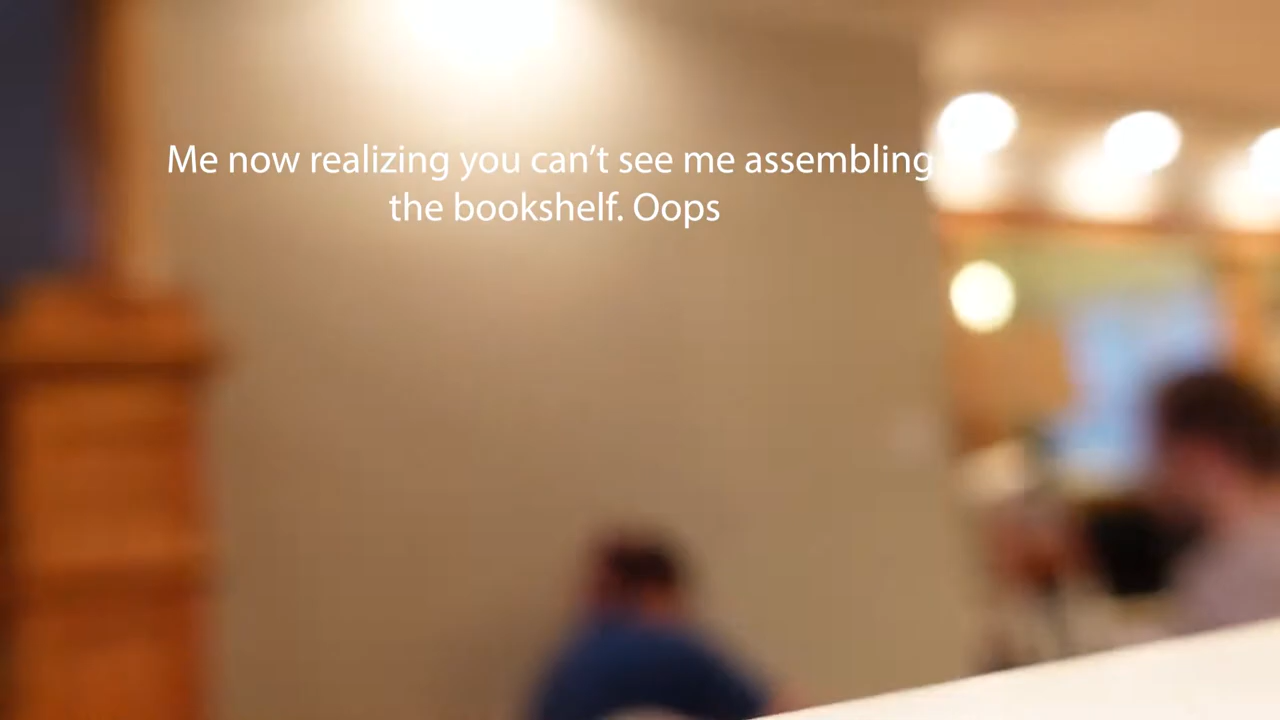 Me now realizing you can’t see me assembling
the bookshelf. Oops